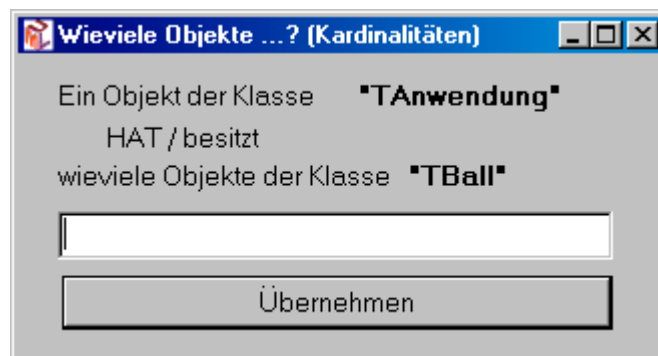 Wieviele Objekte ...? (Kardinalitäten)
Ein Objekt der Klasse "TAnwendung"
HAT / besitzt
wieviele Objekte der Klasse "TBall"
Übernehmen